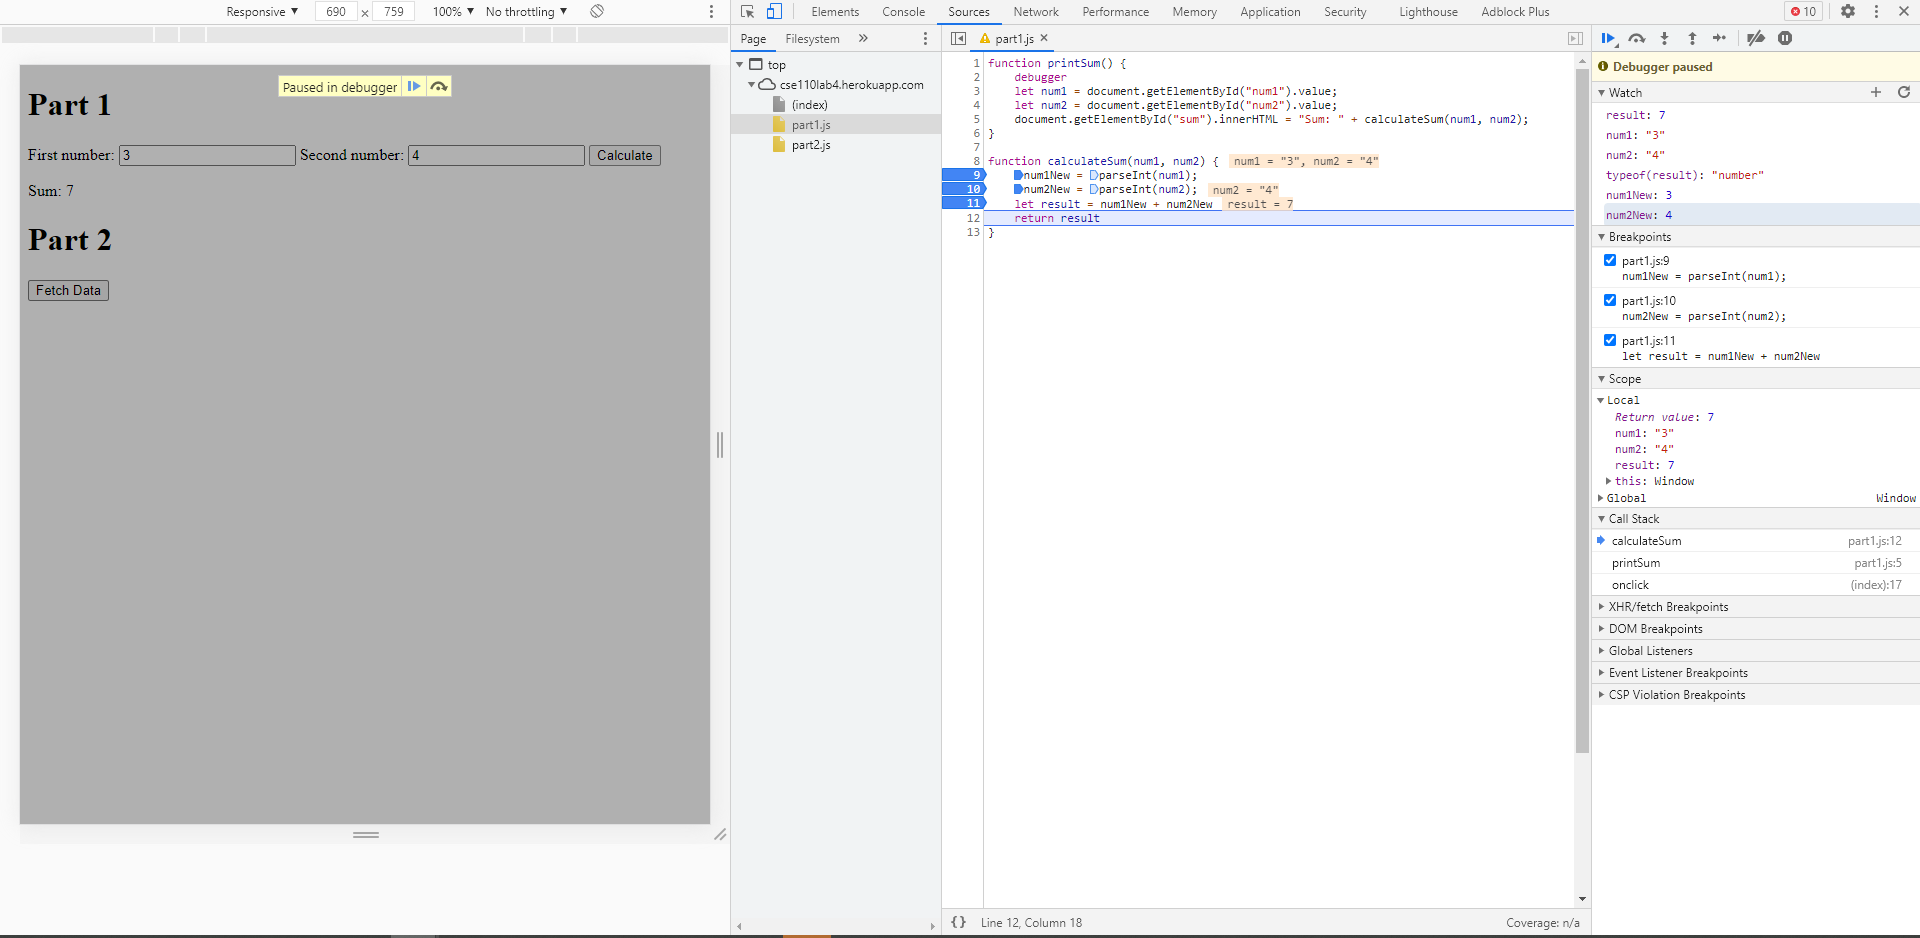 Responsive ▼ 690 × 759 100% ▼ No throttling ▼
Elements Console Sources Network Performance Memory Application Security Lighthouse Adblock Plus 10
Page Filesystem »
part1.js ×
top
cse110lab4.herokuapp.com
(index)
part1.js
part2.js
Paused in debugger
Part 1
First number: 3 Second number: 4 Calculate
Sum: 7
Part 2
Fetch Data
1 function printSum() {
2 debugger
3 let num1 = document.getElementById("num1").value;
4 let num2 = document.getElementById("num2").value;
5 document.getElementById("sum").innerHTML = "Sum: " + calculateSum(num1, num2);
6 }
7
8 function calculateSum(num1, num2) { num1 = "3", num2 = "4"
9 num1New = parseInt(num1);
10 num2New = parseInt(num2); num2 = "4"
11 let result = num1New + num2New result = 7
12 return result
13 }
{} Line 12, Column 18 Coverage: n/a
Debugger paused
Watch
result: 7
num1: "3"
num2: "4"
typeof(result): "number"
num1New: 3
num2New: 4
Breakpoints
part1.js:9
num1New = parseInt(num1);
part1.js:10
num2New = parseInt(num2);
part1.js:11
let result = num1New + num2New
Scope
Local
Return value: 7
num1: "3"
num2: "4"
result: 7
this: Window
Global Window
Call Stack
calculateSum part1.js:12
printSum part1.js:5
onclick (index):17
XHR/fetch Breakpoints
DOM Breakpoints
Global Listeners
Event Listener Breakpoints
CSP Violation Breakpoints